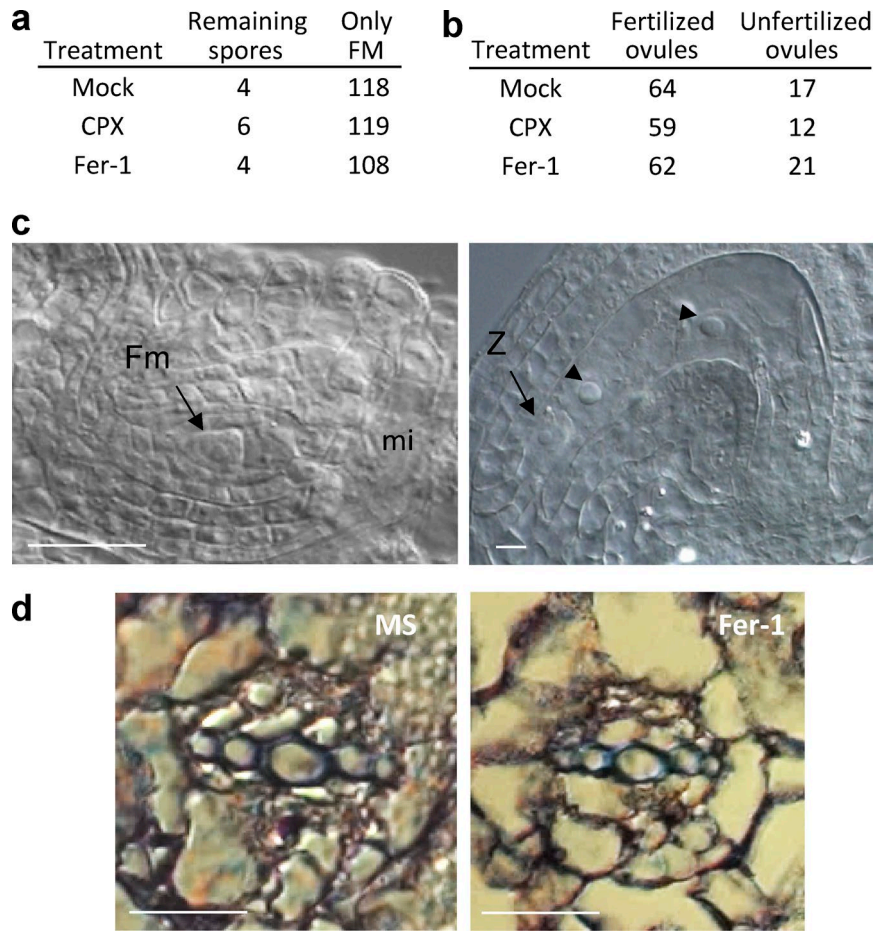 a
Treatment Remaining spores Only FM
Mock 4 118
CPX 6 119
Fer-1 4 108
b
Treatment Fertilized ovules Unfertilized ovules
Mock 64 17
CPX 59 12
Fer-1 62 21
c
Fm
mi
Z
d
MS
Fer-1